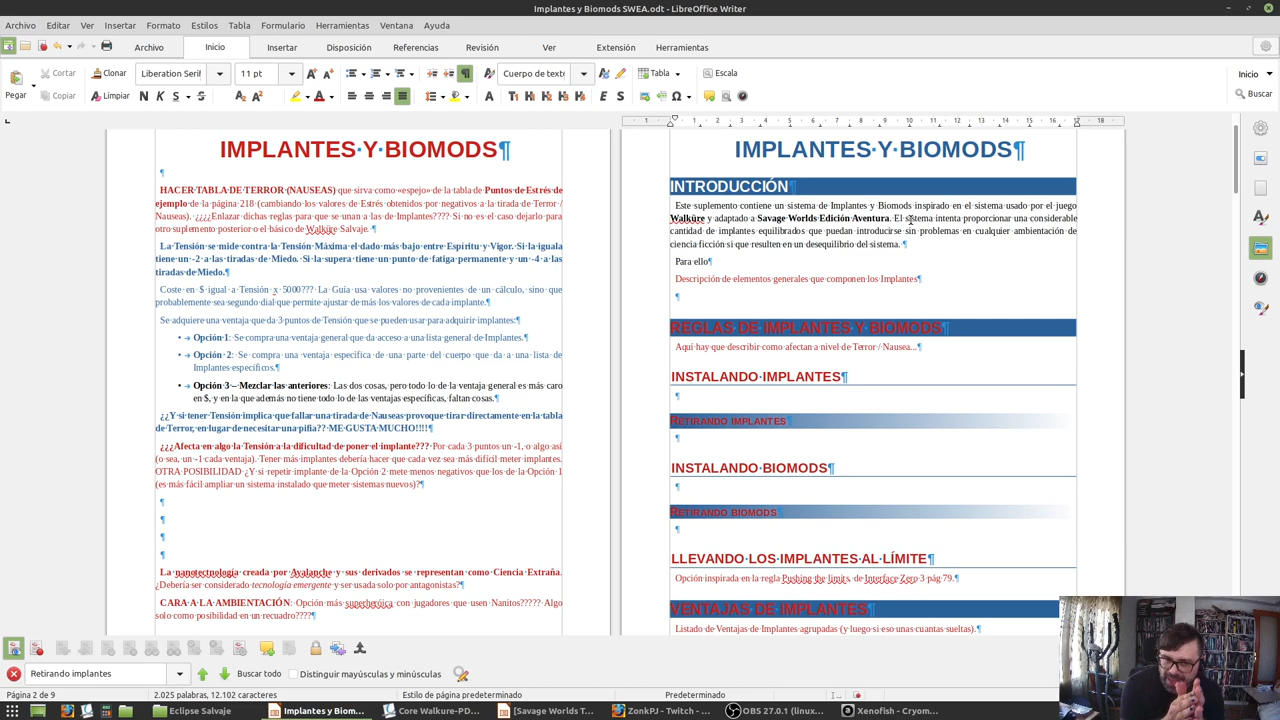 Implantes y Biomods SWEA.odt - LibreOffice Writer
Archivo Editar Ver Insertar Formato Estilos Tabla Formulario Herramientas Ventana Ayuda
Archivo Inicio Insertar Disposición Referencias Revisión Ver Extensión Herramientas
Pegar Cortar Clonar Liberation Serif 11 pt Cuerpo de texto Tabla Escala Inicio
Copiar Limpiar N K S S Buscar
1 1 2 3 4 5 6 7 8 9 10 11 12 13 14 15 16 17 18
IMPLANTES·Y·BIOMODS¶
¶
HACER·TABLA·DE·TERROR·(NAUSEAS)·que·sirva·como·«espejo»·de·la·tabla·de·Puntos·de·Estrés·de·
ejemplo·de·la·página·218·(cambiando·los·valores·de·Estrés·obtenidos·por·negativos·a·la·tirada·de·Terror·/·
Nauseas).·¿¿¿¿Enlazar·dichas·reglas·para·que·se·unan·a·las·de·Implantes????·Si·no·es·el·caso·dejarlo·para·
otro·suplemento·posterior·o·el·básico·de·Walküre·Salvaje.·¶
La·Tensión·se·mide·contra·la·Tensión·Máxima·el·dado·más·bajo·entre·Espíritu·y·Vigor.·Si·la·iguala·
tiene·un·-2·a·las·tiradas·de·Miedo.·Si·la·supera·tiene·un·punto·de·fatiga·permanente·y·un·-4·a·las·
tiradas·de·Miedo.¶
Coste·en·$·igual·a·Tensión·x·5000???·La·Guía·usa·valores·no·provenientes·de·un·cálculo,·sino·que·
probablemente·sea·segundo·dial·que·permite·ajustar·de·más·los·valores·de·cada·implante.¶
Se·adquiere·una·ventaja·que·da·3·puntos·de·Tensión·que·se·pueden·usar·para·adquirir·implantes:¶
• Opción·1:·Se·compra·una·ventaja·general·que·da·acceso·a·una·lista·general·de·Implantes.¶
• Opción·2:·Se·compra·una·ventaja·específica·de·una·parte·del·cuerpo·que·da·a·una·lista·de·
Implantes·específicos.¶
• Opción·3·–·Mezclar·las·anteriores:·Las·dos·cosas,·pero·todo·lo·de·la·ventaja·general·es·más·caro·
en·$,·y·en·la·que·además·no·tiene·todo·lo·de·las·ventajas·específicas,·faltan·cosas.¶
¿¿Y·si·tener·Tensión·implica·que·fallar·una·tirada·de·Nauseas·provoque·tirar·directamente·en·la·tabla·
de·Terror,·en·lugar·de·necesitar·una·pifia??·ME·GUSTA·MUCHO!!!!¶
¿¿¿Afecta·en·algo·la·Tensión·a·la·dificultad·de·poner·el·implante???·Por·cada·3·puntos·un·-1,·o·algo·así·
(o·sea,·un·-1·cada·ventaja).·Tener·más·implantes·debería·hacer·que·cada·vez·sea·más·difícil·meter·implantes.·
OTRA·POSIBILIDAD·¿Y·si·repetir·implante·de·la·Opción·2·mete·menos·negativos·que·los·de·la·Opción·1·
(es·más·fácil·ampliar·un·sistema·instalado·que·meter·sistemas·nuevos)?¶
¶
¶
¶
¶
La·nanotectnología·creada·por·Avalanche·y·sus·derivados·se·representan·como·Ciencia·Extraña.·
¿Debería·ser·considerado·tecnología·emergente·y·ser·usada·solo·por·antagonistas?¶
CARA·A·LA·AMBIENTACIÓN:·Opción·más·superheróica·con·jugadores·que·usen·Nanitos?????·Algo·
solo·como·posibilidad·en·un·recuadro????¶
IMPLANTES·Y·BIOMODS¶
INTRODUCCIÓN¶
Este·suplemento·contiene·un·sistema·de·Implantes·y·Biomods·inspirado·en·el·sistema·usado·por·el·juego·
Walküre·y·adaptado·a·Savage·Worlds·Edición·Aventura.·El·sistema·intenta·proporcionar·una·considerable·
cantidad·de·implantes·equilibrados·que·puedan·introducirse·sin·problemas·en·cualquier·ambientación·de·
ciencia·ficción·si·que·resulten·en·un·desequilibrio·del·sistema.·¶
Para·ello¶
Descripción·de·elementos·generales·que·componen·los·Implantes¶
¶
REGLAS·DE·IMPLANTES·Y·BIOMODS¶
Aquí·hay·que·describir·como·afectan·a·nivel·de·Terror·/·Nausea...¶
INSTALANDO·IMPLANTES¶
¶
RETIRANDO·IMPLANTES¶
¶
INSTALANDO·BIOMODS¶
¶
RETIRANDO·BIOMODS¶
¶
LLEVANDO·LOS·IMPLANTES·AL·LÍMITE¶
Opción·inspirada·en·la·regla·Pushing·the·limits,·de·Interface·Zero·3·pág·79.¶
VENTAJAS·DE·IMPLANTES¶
Listado·de·Ventajas·de·Implantes·agrupadas·(y·luego·si·eso·unas·cuantas·sueltas).¶
Retirando implantes Buscar todo Distinguir mayúsculas y minúsculas
Página 2 de 9 2.025 palabras, 12.102 caracteres Estilo de página predeterminado Predeterminado
Eclipse Salvaje Implantes y Biom... Core Walkure-PD... [Savage Worlds T... ZonkPJ - Twitch - ... OBS 27.0.1 (linux... Xenofish - Cryom...